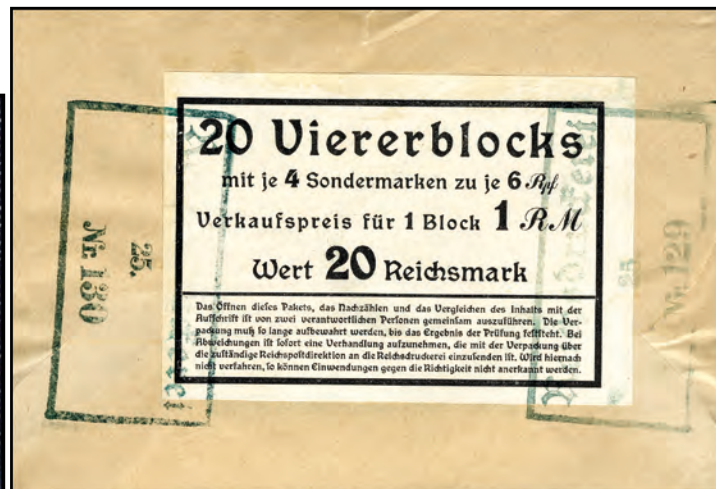 20 Viererblocks
mit je 4 Sondermarken zu je 6 Rpf
Verkaufspreis für 1 Block 1 RM
Wert 20 Reichsmark
Das Öffnen dieses Pakets, das Nachzählen und das Vergleichen des Inhalts mit der
Aufschrift ist von zwei verantwortlichen Personen gemeinsam auszuführen. Die Ver-
packung muß so lange aufbewahrt werden, bis das Ergebnis der Prüfung feststeht. Bei
Abweichungen ist sofort eine Verhandlung aufzunehmen, die mit der Verpackung über
die zuständige Reichspostdirektion an die Reichsdruckerei einzusenden ist. Wird hiernach
nicht verfahren, so können Einwendungen gegen die Richtigkeit nicht anerkannt werden.
25.
Nr. 130
25
Nr. 129